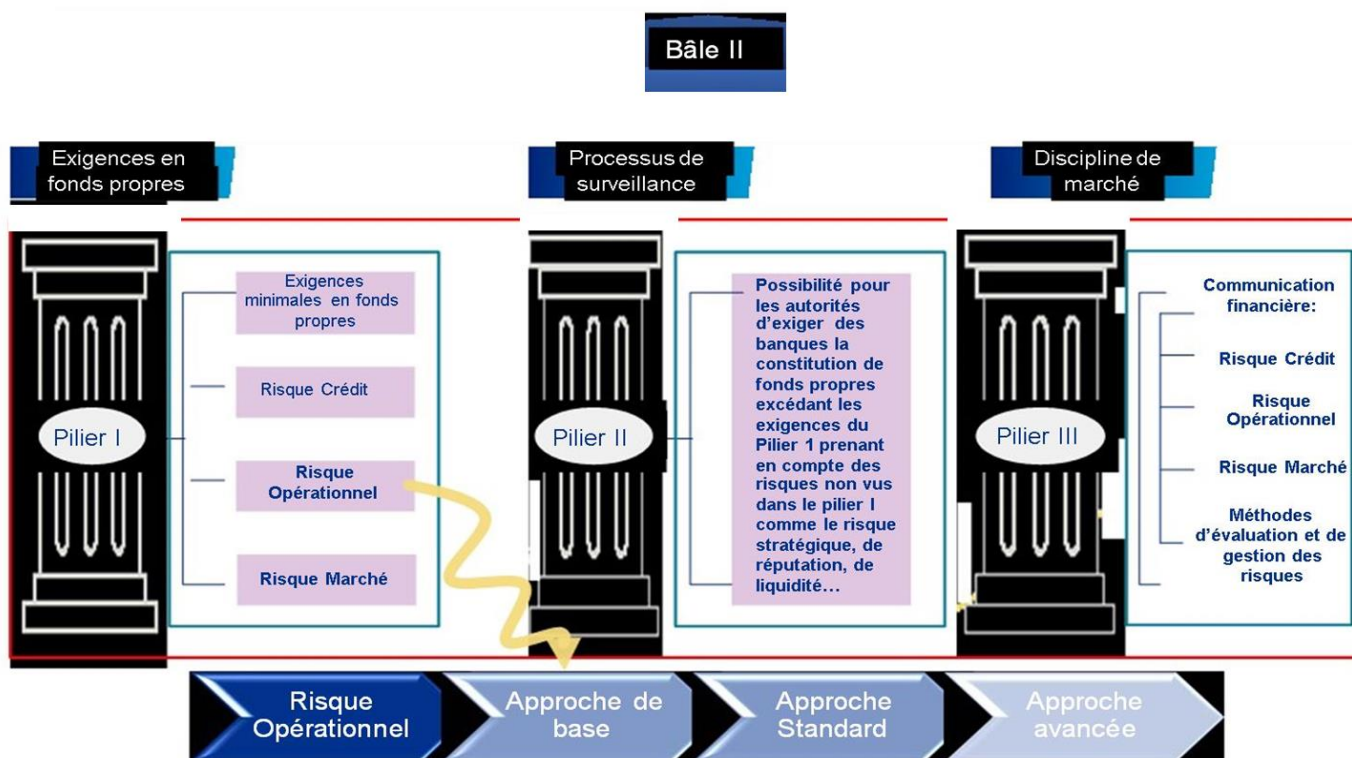 Bâle II
Exigences en
fonds propres
Processus de
surveillance
Discipline de
marché
Pilier I
Exigences
minimales en fonds
propres
Risque Crédit
Risque
Opérationnel
Risque Marché
Pilier II
Possibilité pour
les autorités
d’exiger des
banques la
constitution de
fonds propres
excédant les
exigences du
Pilier 1 prenant
en compte des
risques non vus
dans le pilier I
comme le risque
stratégique, de
réputation, de
liquidité…
Pilier III
Communication
financière:
Risque Crédit
Risque
Opérationnel
Risque Marché
Méthodes
d’évaluation et de
gestion des
risques
Risque
Opérationnel
Approche de
base
Approche
Standard
Approche
avancée